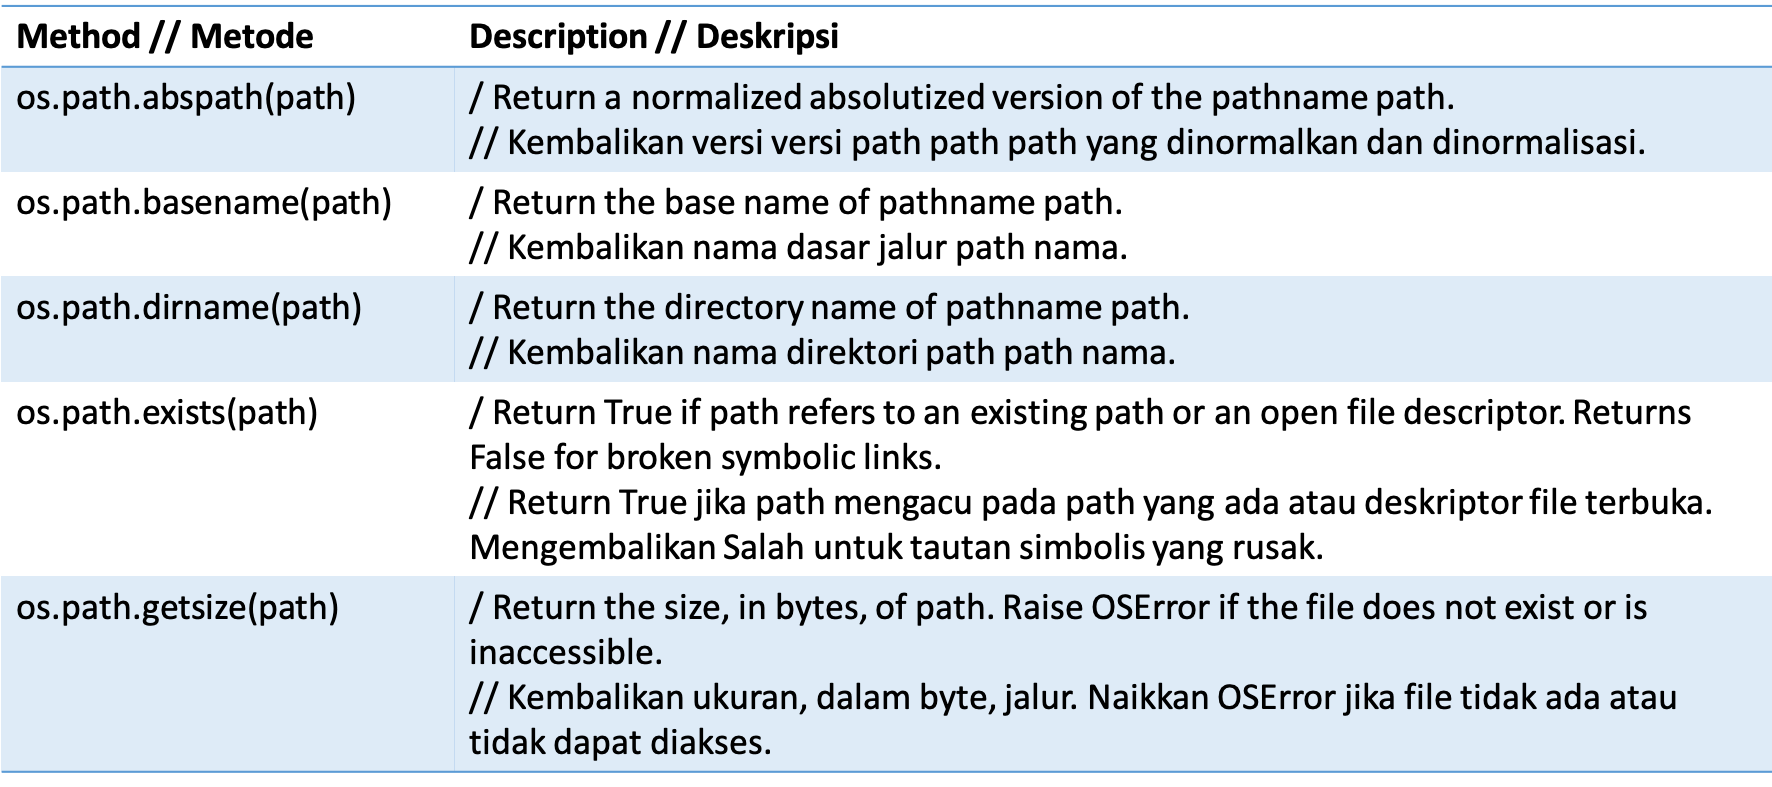 Method // Metode
Description // Deskripsi
os.path.abspath(path)
/ Return a normalized absolutized version of the pathname path.
// Kembalikan versi versi path path path yang dinormalkan dan dinormalisasi.
os.path.basename(path)
/ Return the base name of pathname path.
// Kembalikan nama dasar jalur path nama.
os.path.dirname(path)
/ Return the directory name of pathname path.
// Kembalikan nama direktori path path nama.
os.path.exists(path)
/ Return True if path refers to an existing path or an open file descriptor. Returns
False for broken symbolic links.
// Return True jika path mengacu pada path yang ada atau deskriptor file terbuka.
Mengembalikan Salah untuk tautan simbolis yang rusak.
os.path.getsize(path)
/ Return the size, in bytes, of path. Raise OSError if the file does not exist or is
inaccessible.
// Kembalikan ukuran, dalam byte, jalur. Naikkan OSError jika file tidak ada atau
tidak dapat diakses.